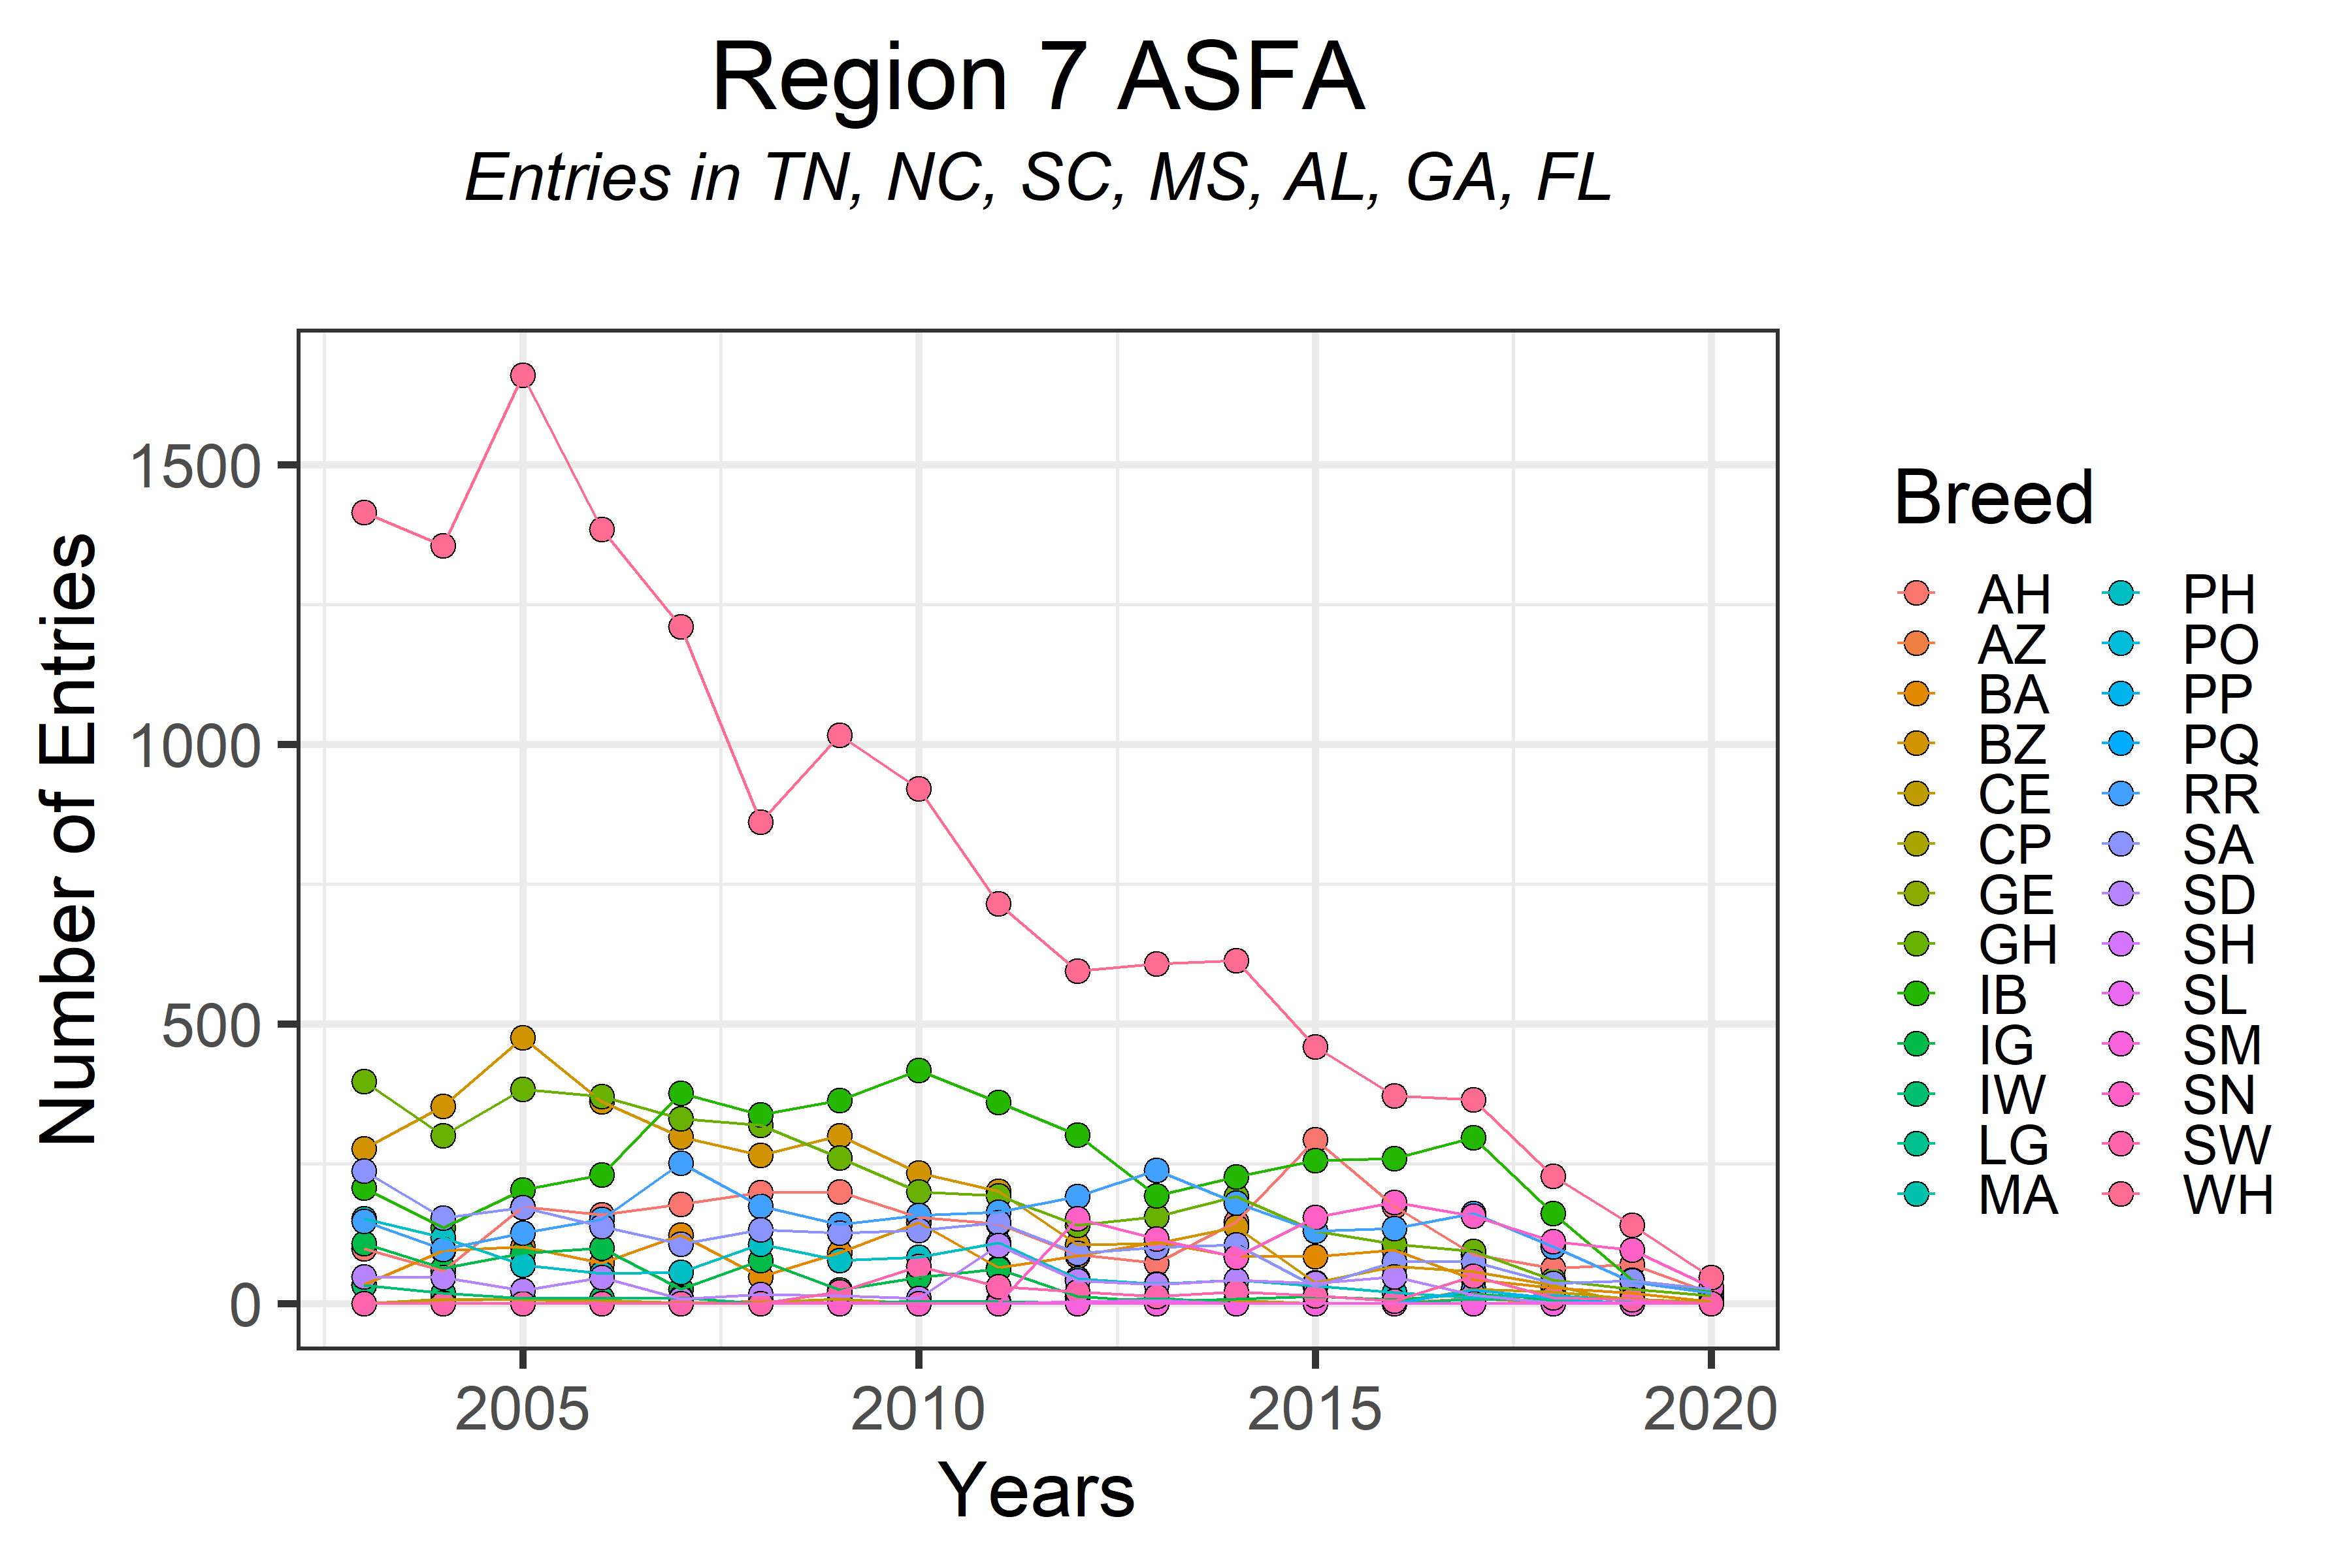 Region 7 ASFA
Entries in TN, NC, SC, MS, AL, GA, FL
Number of Entries
1500
1000
500
0
2005 2010 2015 2020
Years
Breed
AH PH
AZ PO
BA PP
BZ PQ
CE RR
CP SA
GE SD
GH SH
IB SL
IG SM
IW SN
LG SW
MA WH